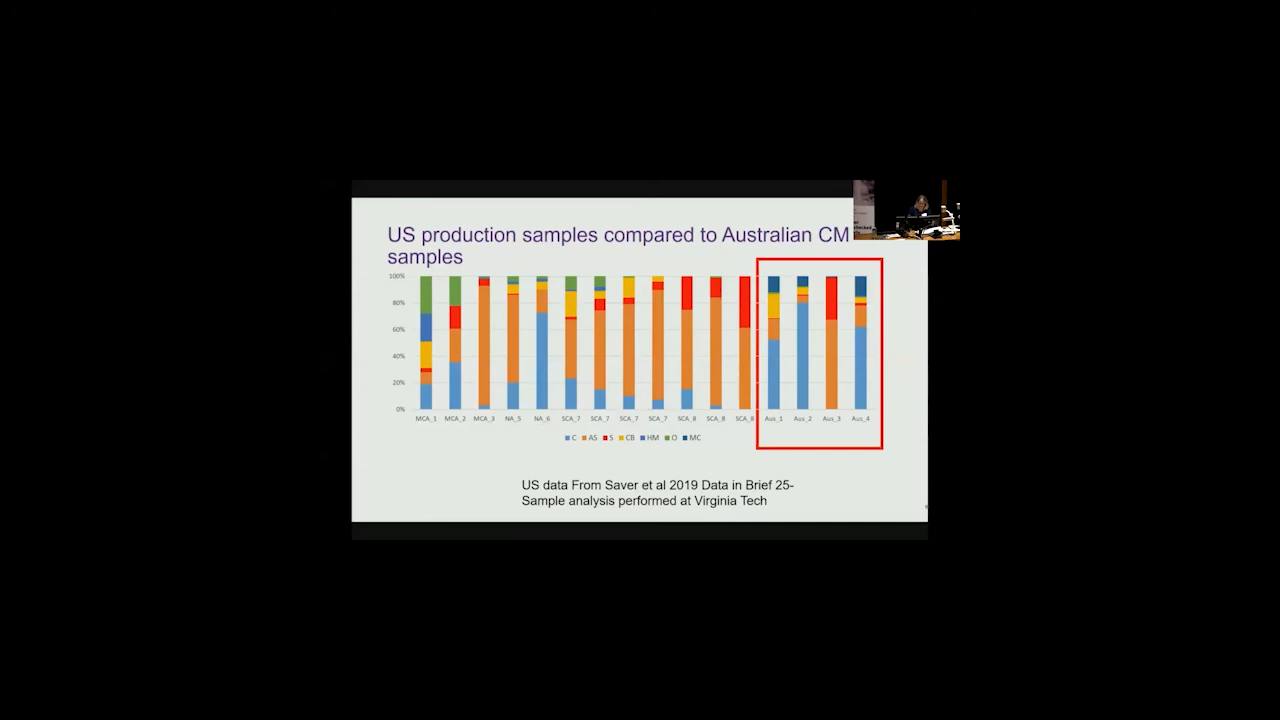 US production samples compared to Australian CM
samples
100%
80%
60%
40%
20%
0%
MCA_1 MCA_2 MCA_3 NA_5 NA_6 SCA_7 SCA_7 SCA_7 SCA_7 SCA_8 SCA_8 SCA_8 Aus_1 Aus_2 Aus_3 Aus_4
C AS S CB HM O MC
US data From Saver et al 2019 Data in Brief 25-
Sample analysis performed at Virginia Tech